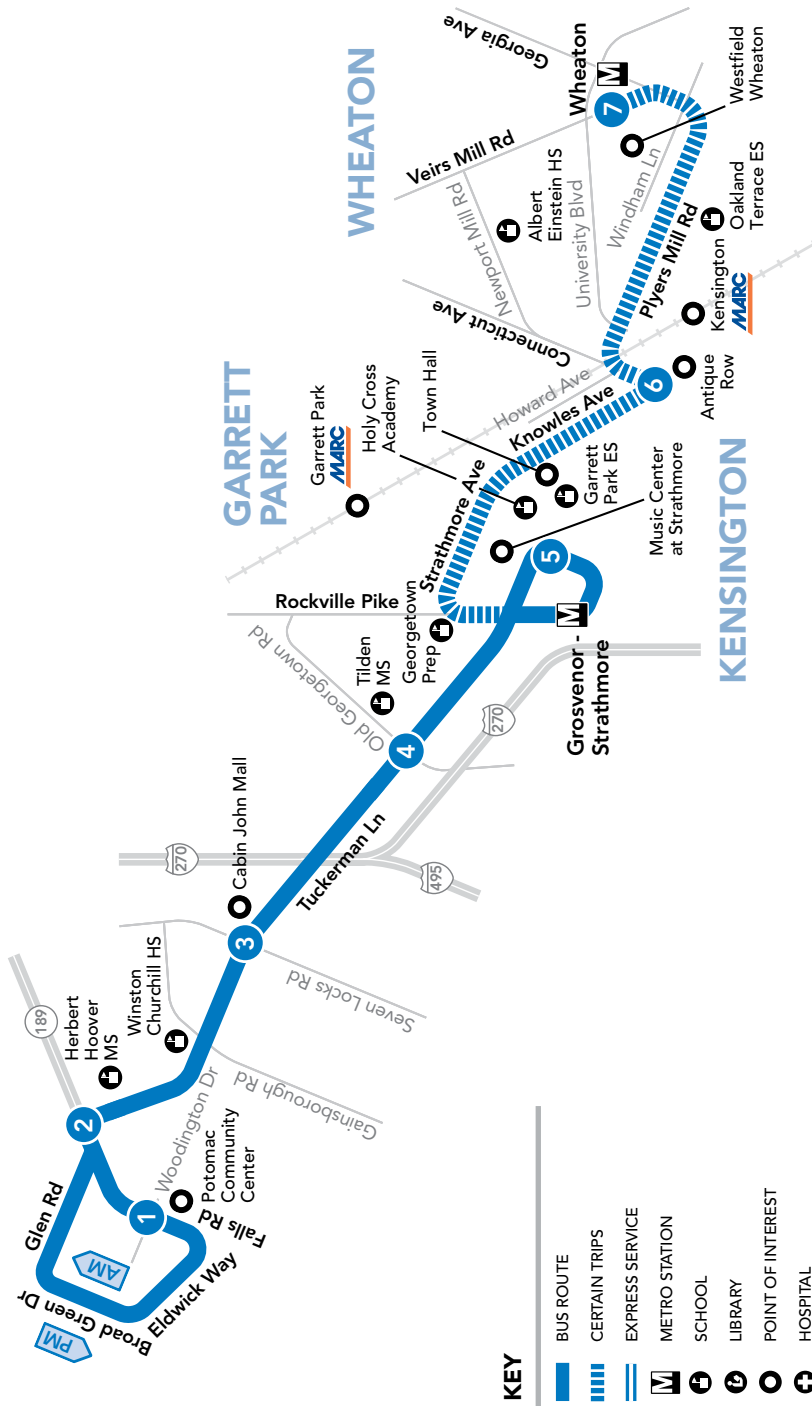 WHEATON
GARRETT
PARK
KENSINGTON
Georgia Ave
Wheaton
M
7
Westfield
Wheaton
Veirs Mill Rd
Newport Mill Rd
Albert
Einstein HS
University Blvd
Windham Ln
Plyers Mill Rd
Oakland
Terrace ES
Kensington
MARC
Connecticut Ave
Howard Ave
Knowles Ave
6
Antique
Row
Garrett Park
MARC
Holy Cross
Academy
Town Hall
Strathmore Ave
Garrett
Park ES
Music Center
at Strathmore
5
Rockville Pike
Georgetown
Prep
M
Grosvenor -
Strathmore
Tilden
MS
Old Georgetown Rd
4
270
270
495
Tuckerman Ln
Cabin John Mall
3
Seven Locks Rd
Winston
Churchill HS
Gainsborough Rd
189
Herbert
Hoover
MS
2
Woodington Dr
Potomac
Community
Center
1
Falls Rd
Glen Rd
Eldwick Way
Broad Green Dr
AM
PM
KEY
BUS ROUTE
CERTAIN TRIPS
EXPRESS SERVICE
M METRO STATION
SCHOOL
LIBRARY
POINT OF INTEREST
HOSPITAL